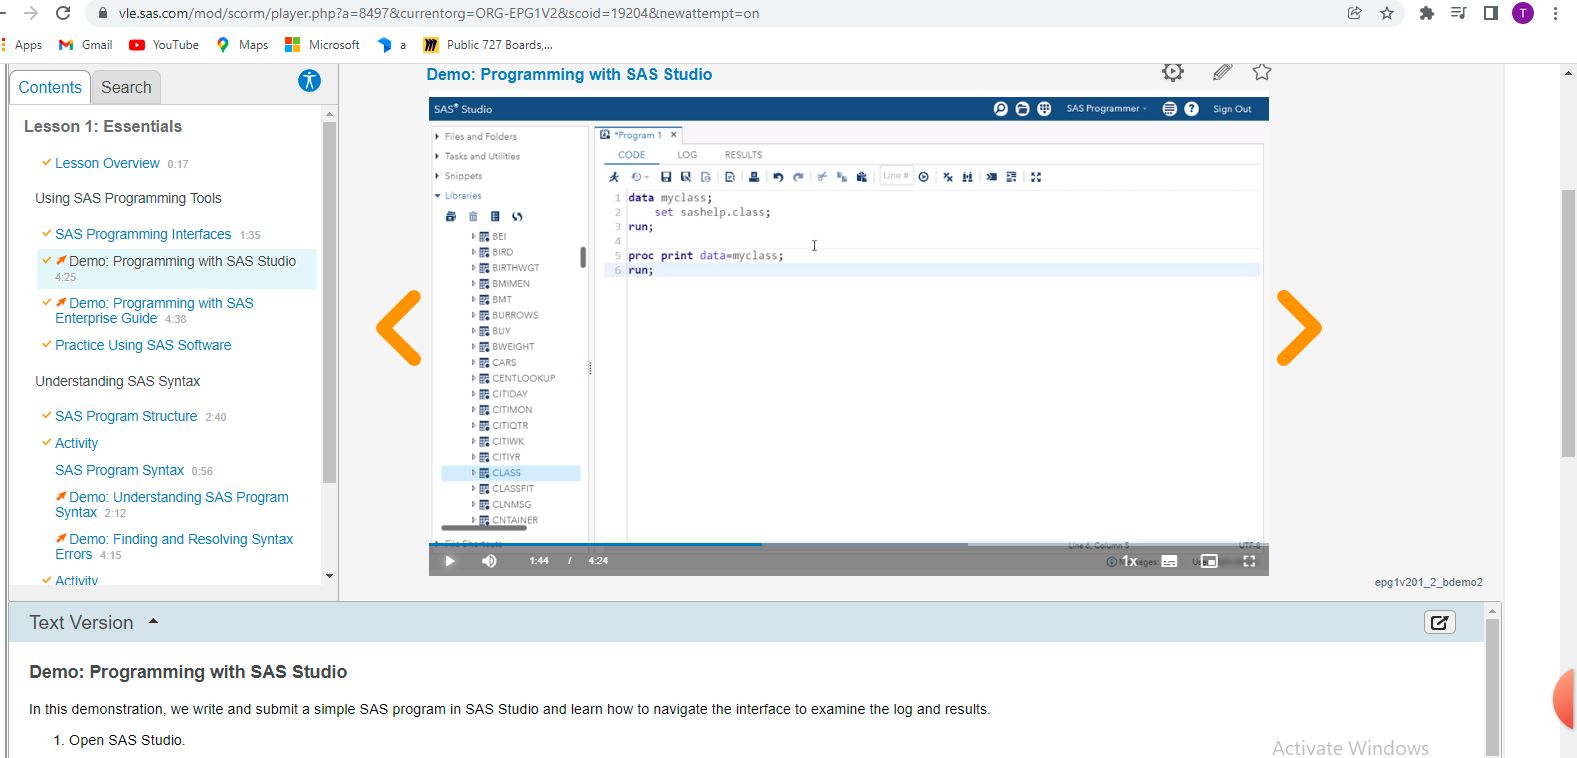 vle.sas.com/mod/scorm/player.php?a=8497&currentorg=ORG-EPG1V2&scoid=19204&newattempt=on
T
Apps Gmail YouTube Maps Microsoft a Public 727 Boards,...
Contents Search
Lesson 1: Essentials
Lesson Overview 0:17
Using SAS Programming Tools
SAS Programming Interfaces 1:35
Demo: Programming with SAS Studio
4:25
Demo: Programming with SAS
Enterprise Guide 4:38
Practice Using SAS Software
Understanding SAS Syntax
SAS Program Structure 2:40
Activity
SAS Program Syntax 0:56
Demo: Understanding SAS Program
Syntax 2:12
Demo: Finding and Resolving Syntax
Errors 4:15
Activity
Demo: Programming with SAS Studio
SAS® Studio
SAS Programmer
Sign Out
Files and Folders
Tasks and Utilities
Snippets
Libraries
BEI
BIRD
BIRTHWGT
BMIMEN
BMT
BURROWS
BUY
BWEIGHT
CARS
CENTLOOKUP
CITIDAY
CITIMON
CITIQTR
CITIWK
CITIYR
CLASS
CLASSFIT
CLNMSG
CNTAINER
File Shortcuts
*Program 1 ×
CODE LOG RESULTS
Line #
1 data myclass;
2 set sashelp.class;
3 run;
4
5 proc print data=myclass;
6 run;
Line 6, Column 5 UTF-8
1:44 / 4:24
1x
epg1v201_2_bdemo2
Text Version
Demo: Programming with SAS Studio
In this demonstration, we write and submit a simple SAS program in SAS Studio and learn how to navigate the interface to examine the log and results.
1. Open SAS Studio.
Activate Windows